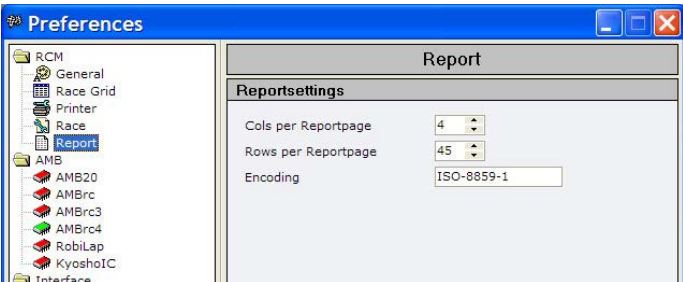 Preferences
RCM
General
Race Grid
Printer
Race
Report
AMB
AMB20
AMBrc
AMBrc3
AMBrc4
RobiLap
KyoshoIC
Interface
Report
Reportsettings
Cols per Reportpage 4
Rows per Reportpage 45
Encoding ISO-8859-1